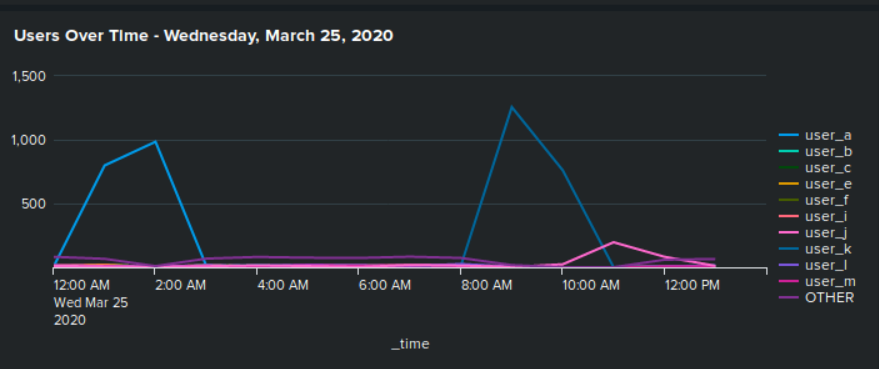 Users Over Time - Wednesday, March 25, 2020
1,500
1,000
500
12:00 AM
Wed Mar 25
2020
2:00 AM
4:00 AM
6:00 AM
8:00 AM
10:00 AM
12:00 PM
_time
user_a
user_b
user_c
user_e
user_f
user_i
user_j
user_k
user_l
user_m
OTHER